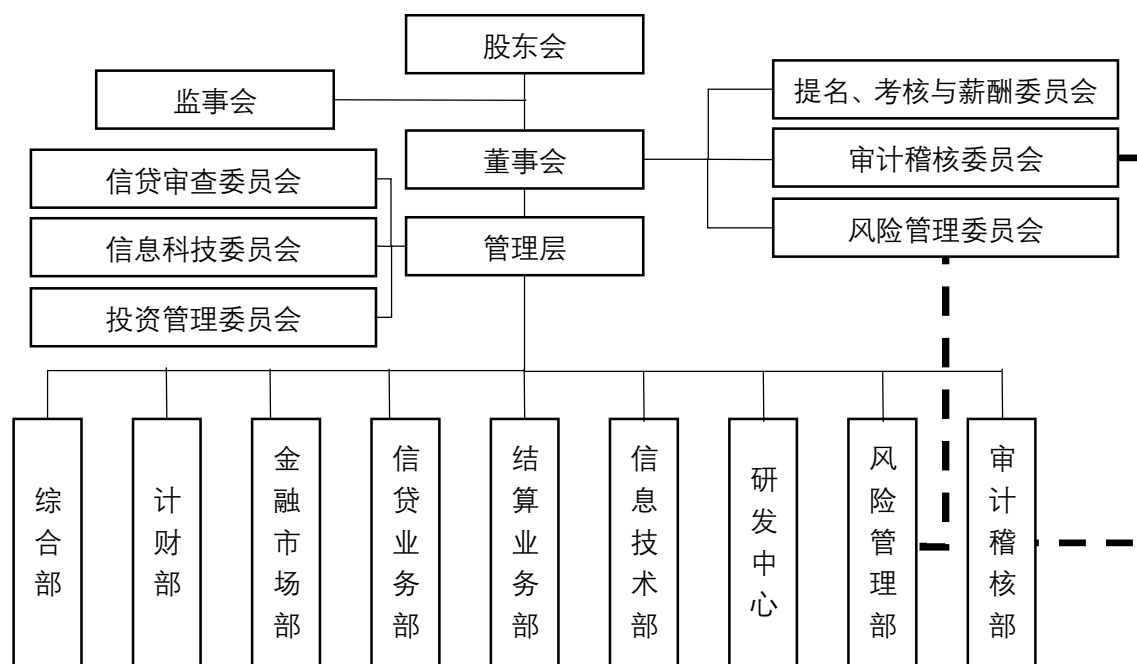 股东会
监事会
提名、考核与薪酬委员会
董事会
审计稽核委员会
信贷审查委员会
风险管理委员会
信息科技委员会
管理层
投资管理委员会
综合部
计财部
金融市场部
信贷业务部
结算业务部
信息技术部
研发中心
风险管理部
审计稽核部